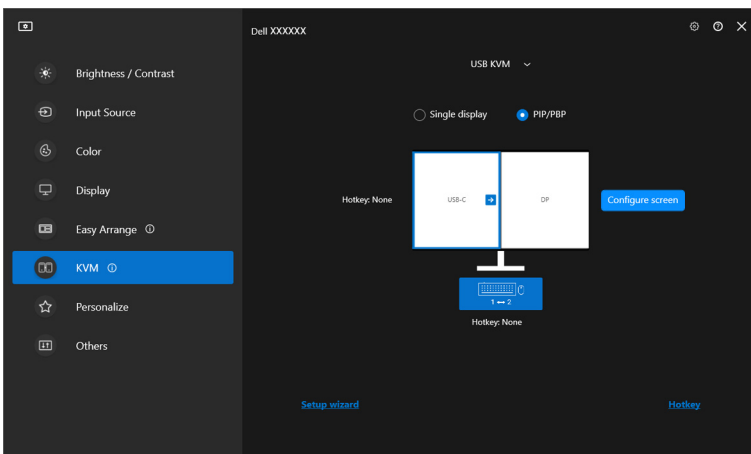 Dell XXXXXX
Brightness / Contrast
Input Source
Color
Display
Easy Arrange
KVM
Personalize
Others
USB KVM
Single display
PIP/PBP
Hotkey: None
USB-C
DP
Configure screen
1 ↔ 2
Hotkey: None
Setup wizard
Hotkey